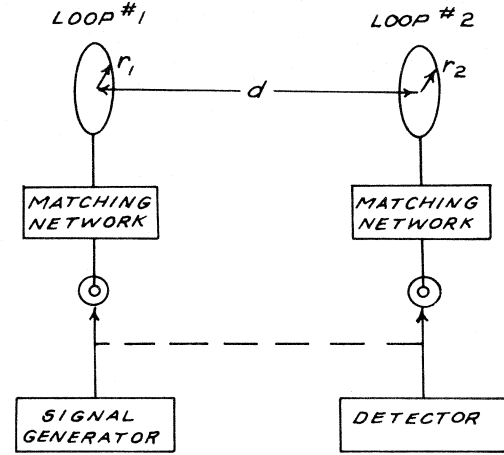 LOOP #1
LOOP #2
r1
r2
d
MATCHING
NETWORK
MATCHING
NETWORK
SIGNAL
GENERATOR
DETECTOR